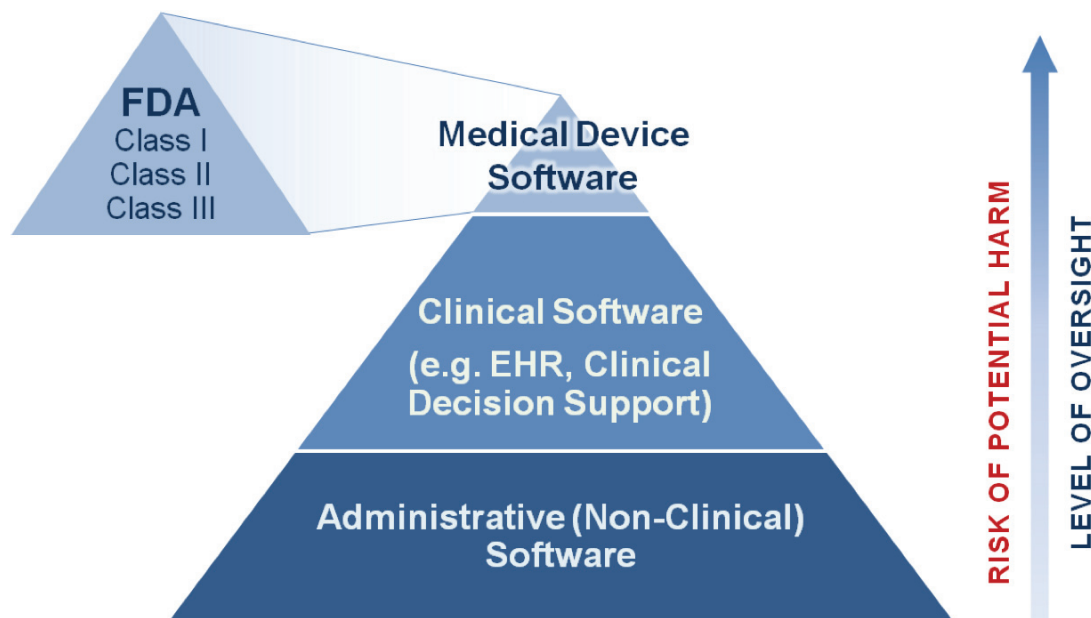 FDA
Class I
Class II
Class III
Medical Device
Software
Clinical Software
(e.g. EHR, Clinical
Decision Support)
Administrative (Non-Clinical)
Software
RISK OF POTENTIAL HARM
LEVEL OF OVERSIGHT